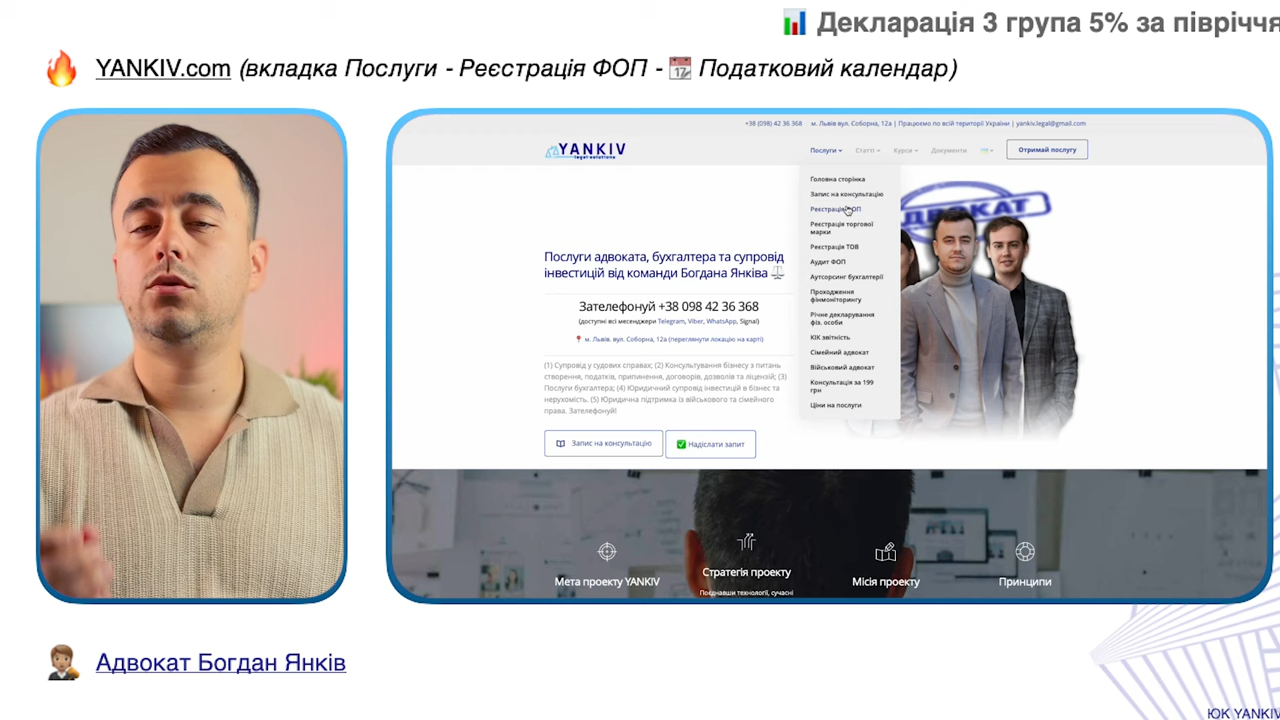 Декларація 3 група 5% за півріччя
YANKIV.com (вкладка Послуги - Реєстрація ФОП - Податковий календар)
+38 (098) 42 36 368 м. Львів вул. Соборна, 12а | Працюємо по всій території України | yankiv.legal@gmail.com
YANKIV
legal solutions
Послуги Статті Курси Документи Отримай послугу
Головна сторінка
Запис на консультацію
Реєстрація ФОП
Реєстрація торгової
марки
Реєстрація ТОВ
Аудит ФОП
Аутсорсинг бухгалтерії
Проходження
фінмоніторингу
Річне декларування
фіз. особи
КІК звітність
Сімейний адвокат
Військовий адвокат
Консультація за 199
грн
Ціни на послуги
АДВОКАТ
Послуги адвоката, бухгалтера та супровід
інвестицій від команди Богдана Янківа
Зателефонуй +38 098 42 36 368
(доступні всі месенджери Telegram, Viber, WhatsApp, Signal)
м. Львів. вул. Соборна, 12а (переглянути локацію на карті)
(1) Супровід у судових справах; (2) Консультування бізнесу з питань
створення, податків, припинення, договорів, дозволів та ліцензій; (3)
Послуги бухгалтера; (4) Юридичний супровід інвестицій в бізнес та
нерухомість. (5) Юридична підтримка із військового та сімейного
права. Зателефонуй!
Запис на консультацію Надіслати запит
Мета проекту YANKIV Стратегія проекту Місія проекту Принципи
Поєднавши технології, сучасні
Адвокат Богдан Янків
ЮК YANKIV